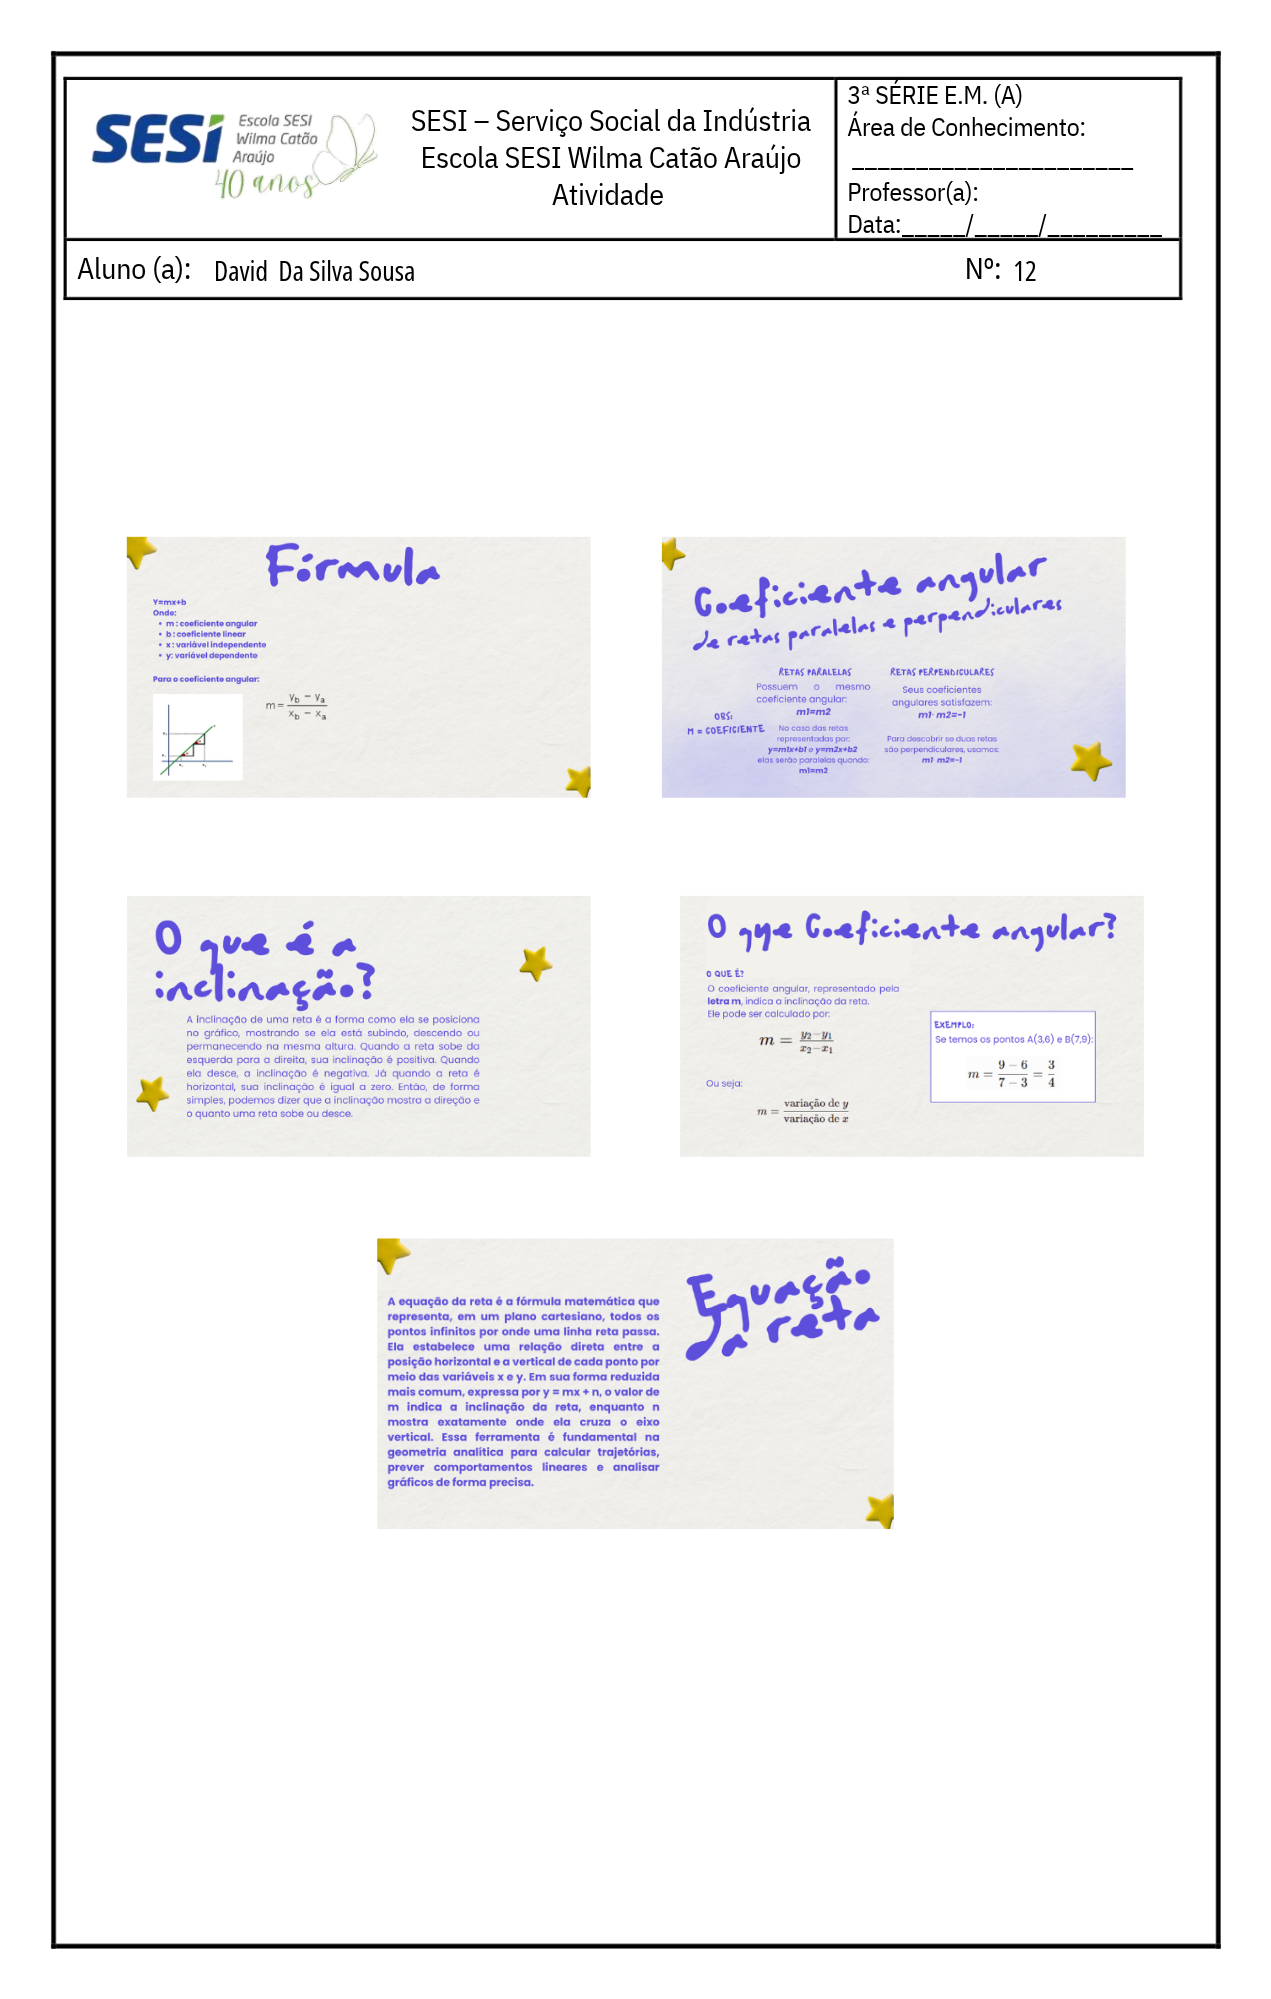 SESI
Escola SESI
Wilma Catão
Araújo
40 anos
SESI – Serviço Social da Indústria
Escola SESI Wilma Catão Araújo
Atividade
3ª SÉRIE E.M. (A)
Área de Conhecimento:
______________________
Professor(a):
Data:_____/_____/_________
Aluno (a): David Da Silva Sousa Nº: 12
Fórmula
Y=mx+b
Onde:
• m : coeficiente angular
• b : coeficiente linear
• x : variável independente
• y: variável dependente
Para o coeficiente angular:
m = (y_b − y_a) / (x_b − x_a)
Coeficiente angular
de retas paralelas e perpendiculares
RETAS PARALELAS
Possuem o mesmo
coeficiente angular:
m1=m2
OBS:
M = COEFICIENTE
No caso das retas
representadas por:
y=m1x+b1 e y=m2x+b2
elas serão paralelas quando:
m1=m2
RETAS PERPENDICULARES
Seus coeficientes
angulares satisfazem:
m1· m2=-1
Para descobrir se duas retas
são perpendiculares, usamos:
m1· m2=-1
O que é a
inclinação?
A inclinação de uma reta é a forma como ela se posiciona
no gráfico, mostrando se ela está subindo, descendo ou
permanecendo na mesma altura. Quando a reta sobe da
esquerda para a direita, sua inclinação é positiva. Quando
ela desce, a inclinação é negativa. Já quando a reta é
horizontal, sua inclinação é igual a zero. Então, de forma
simples, podemos dizer que a inclinação mostra a direção e
o quanto uma reta sobe ou desce.
O qye Coeficiente angular?
O QUE É?
O coeficiente angular, representado pela
letra m, indica a inclinação da reta.
Ele pode ser calculado por:
m = (y₂−y₁) / (x₂−x₁)
Ou seja:
m = variação de y / variação de x
EXEMPLO:
Se temos os pontos A(3,6) e B(7,9):
m = (9 − 6) / (7 − 3) = 3/4
Equação
da reta
A equação da reta é a fórmula matemática que
representa, em um plano cartesiano, todos os
pontos infinitos por onde uma linha reta passa.
Ela estabelece uma relação direta entre a
posição horizontal e a vertical de cada ponto por
meio das variáveis x e y. Em sua forma reduzida
mais comum, expressa por y = mx + n, o valor de
m indica a inclinação da reta, enquanto n
mostra exatamente onde ela cruza o eixo
vertical. Essa ferramenta é fundamental na
geometria analítica para calcular trajetórias,
prever comportamentos lineares e analisar
gráficos de forma precisa.